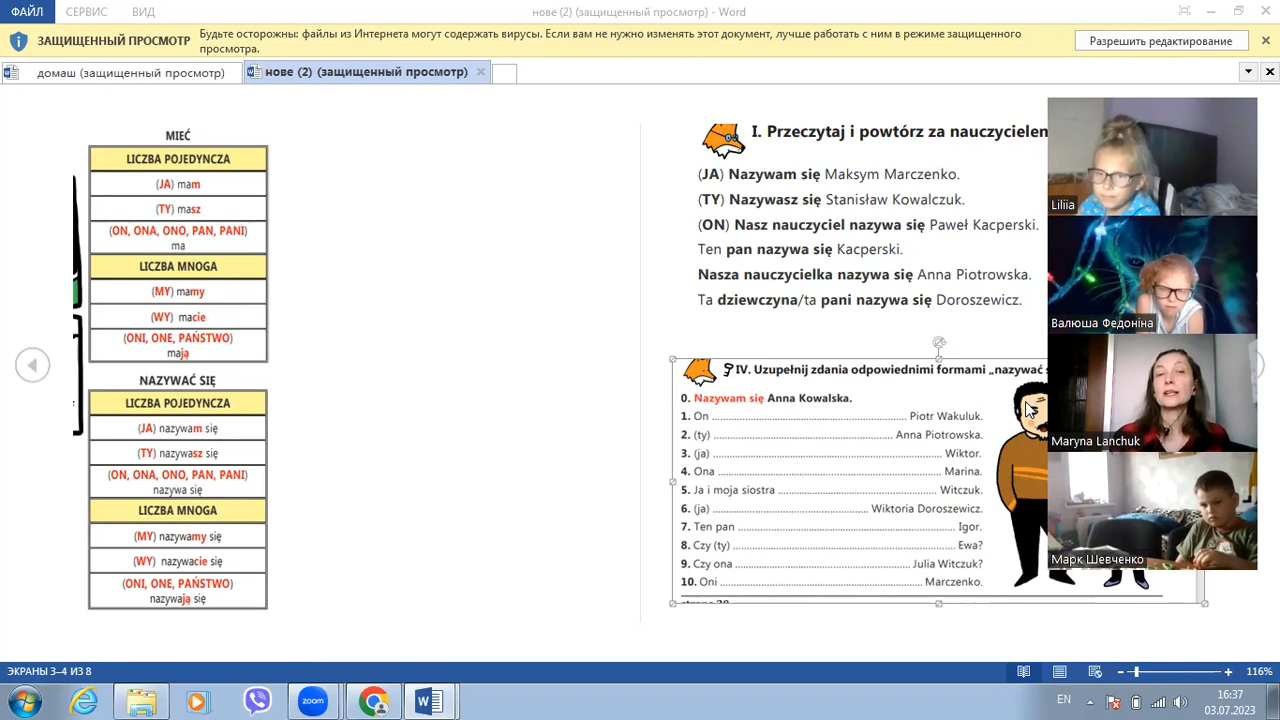 ФАЙЛ СЕРВИС ВИД
нове (2) (защищенный просмотр) - Word
ЗАЩИЩЕННЫЙ ПРОСМОТР Будьте осторожны: файлы из Интернета могут содержать вирусы. Если вам не нужно изменять этот документ, лучше работать с ним в режиме защищенного
просмотра.
Разрешить редактирование
домаш (защищенный просмотр)
нове (2) (защищенный просмотр)
MIEĆ
LICZBA POJEDYNCZA
(JA) mam
(TY) masz
(ON, ONA, ONO, PAN, PANI)
ma
LICZBA MNOGA
(MY) mamy
(WY) macie
(ONI, ONE, PAŃSTWO)
mają
NAZYWAĆ SIĘ
LICZBA POJEDYNCZA
(JA) nazywam się
(TY) nazywasz się
(ON, ONA, ONO, PAN, PANI)
nazywa się
LICZBA MNOGA
(MY) nazywamy się
(WY) nazywacie się
(ONI, ONE, PAŃSTWO)
nazywają się
I. Przeczytaj i powtórz za nauczycielem
(JA) Nazywam się Maksym Marczenko.
(TY) Nazywasz się Stanisław Kowalczuk.
(ON) Nasz nauczyciel nazywa się Paweł Kacperski.
Ten pan nazywa się Kacperski.
Nasza nauczycielka nazywa się Anna Piotrowska.
Ta dziewczyna/ta pani nazywa się Doroszewicz.
IV. Uzupełnij zdania odpowiednimi formami „nazywać s
0. Nazywam się Anna Kowalska.
1. On ........................ Piotr Wakuluk.
2. (ty) ........................ Anna Piotrowska.
3. (ja) ........................ Wiktor.
4. Ona ........................ Marina.
5. Ja i moja siostra ........................ Witczuk.
6. (ja) ........................ Wiktoria Doroszewicz.
7. Ten pan ........................ Igor.
8. Czy (ty) ........................ Ewa?
9. Czy ona ........................ Julia Witczuk?
10. Oni ........................ Marczenko.
Liliia
Валюша Федоніна
Maryna Lanchuk
Марк Шевченко
ЭКРАНЫ 3–4 ИЗ 8
116%
zoom
EN
16:37
03.07.2023